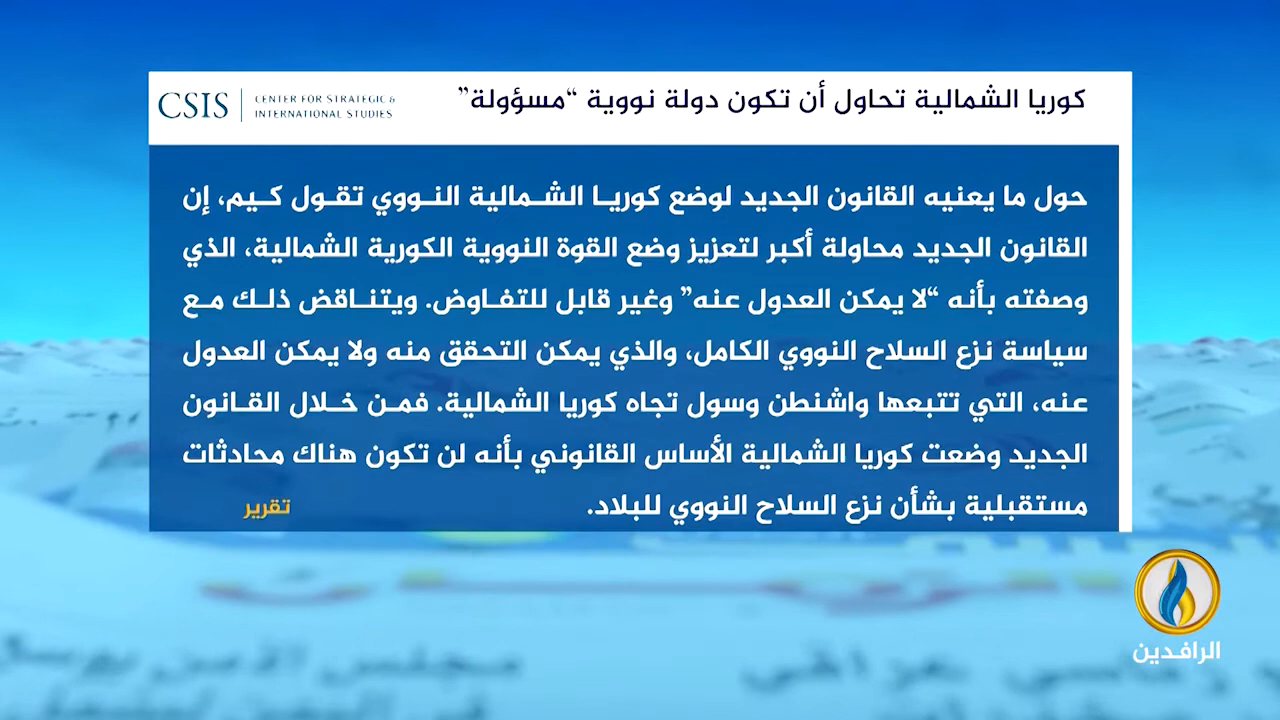 كوريا الشمالية تحاول أن تكون دولة نووية “مسؤولة”
CSIS
CENTER FOR STRATEGIC &
INTERNATIONAL STUDIES
حول ما يعنيه القانون الجديد لوضع كوريا الشمالية النووي تقول كيم، إن
القانون الجديد محاولة أكبر لتعزيز وضع القوة النووية الكورية الشمالية، الذي
وصفته بأنه “لا يمكن العدول عنه” وغير قابل للتفاوض. ويتناقض ذلك مع
سياسة نزع السلاح النووي الكامل، والذي يمكن التحقق منه ولا يمكن العدول
عنه، التي تتبعها واشنطن وسول تجاه كوريا الشمالية. فمن خلال القانون
الجديد وضعت كوريا الشمالية الأساس القانوني بأنه لن تكون هناك محادثات
مستقبلية بشأن نزع السلاح النووي للبلاد.
تقرير
الرافدين
مجلس الأمن